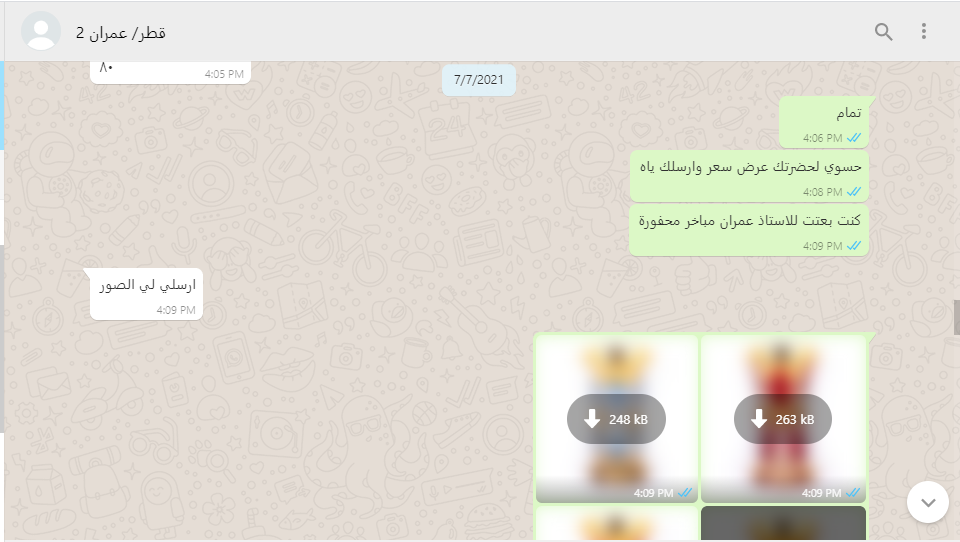 قطر/ عمران 2
٨٠
4:05 PM
7/7/2021
تمام
4:06 PM
حسوي لحضرتك عرض سعر وارسلك ياه
4:08 PM
كنت بعتت للاستاذ عمران مباخر محفورة
4:09 PM
ارسلي لي الصور
4:09 PM
248 kB
263 kB
4:09 PM
4:09 PM